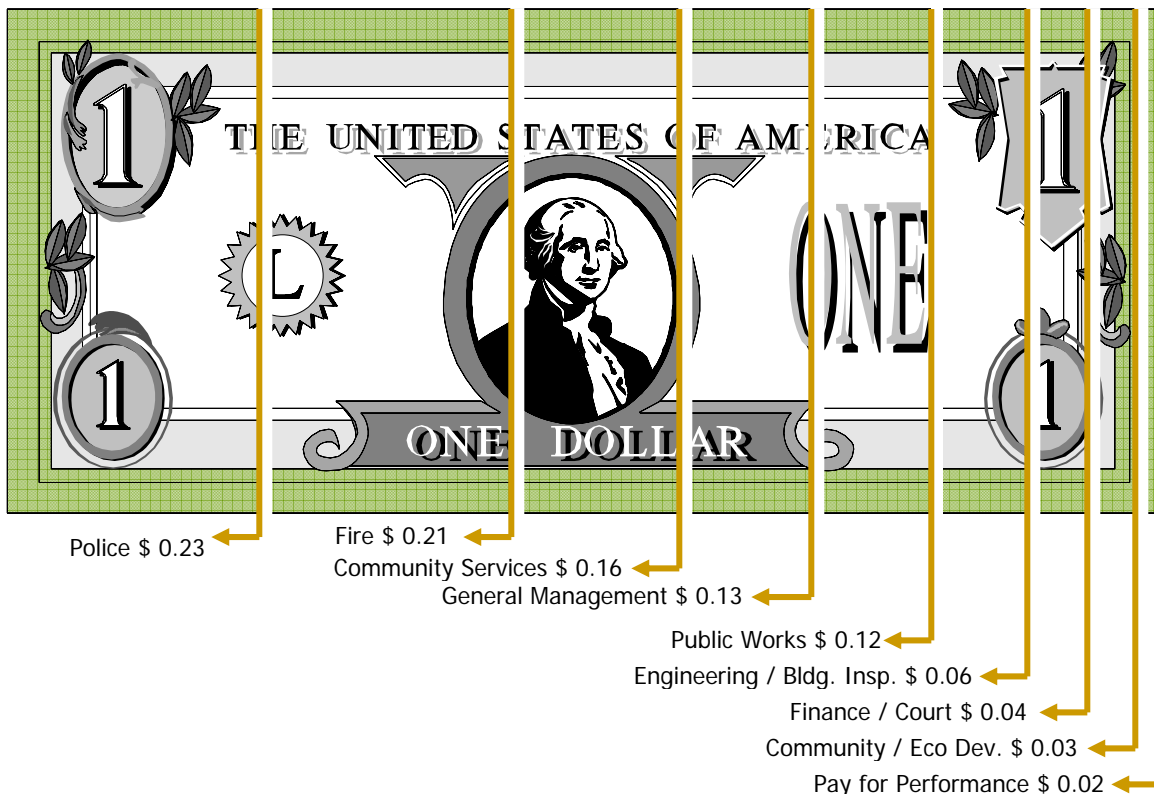 1
1
THE UNITED STATES OF AMERICA
L
ONE
1
1
ONE DOLLAR
Police $ 0.23
Fire $ 0.21
Community Services $ 0.16
General Management $ 0.13
Public Works $ 0.12
Engineering / Bldg. Insp. $ 0.06
Finance / Court $ 0.04
Community / Eco Dev. $ 0.03
Pay for Performance $ 0.02